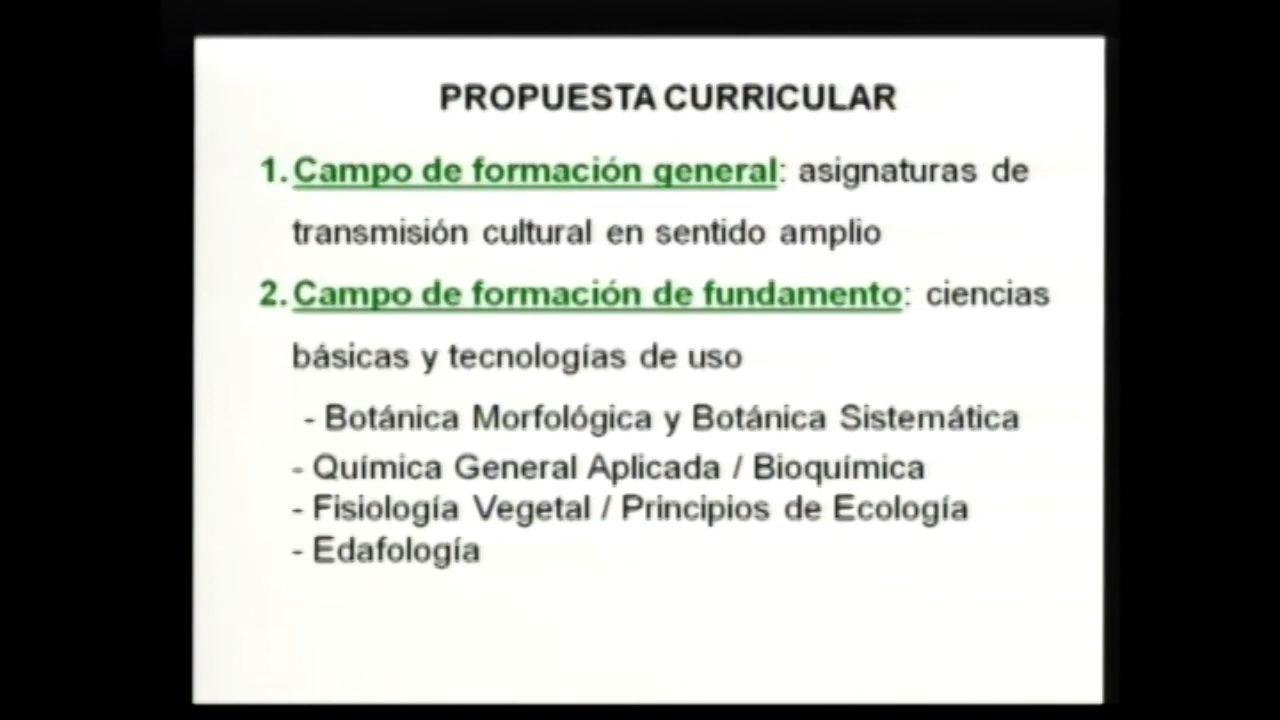 PROPUESTA CURRICULAR
1. Campo de formación general: asignaturas de
transmisión cultural en sentido amplio
2. Campo de formación de fundamento: ciencias
básicas y tecnologías de uso
- Botánica Morfológica y Botánica Sistemática
- Química General Aplicada / Bioquímica
- Fisiología Vegetal / Principios de Ecología
- Edafología